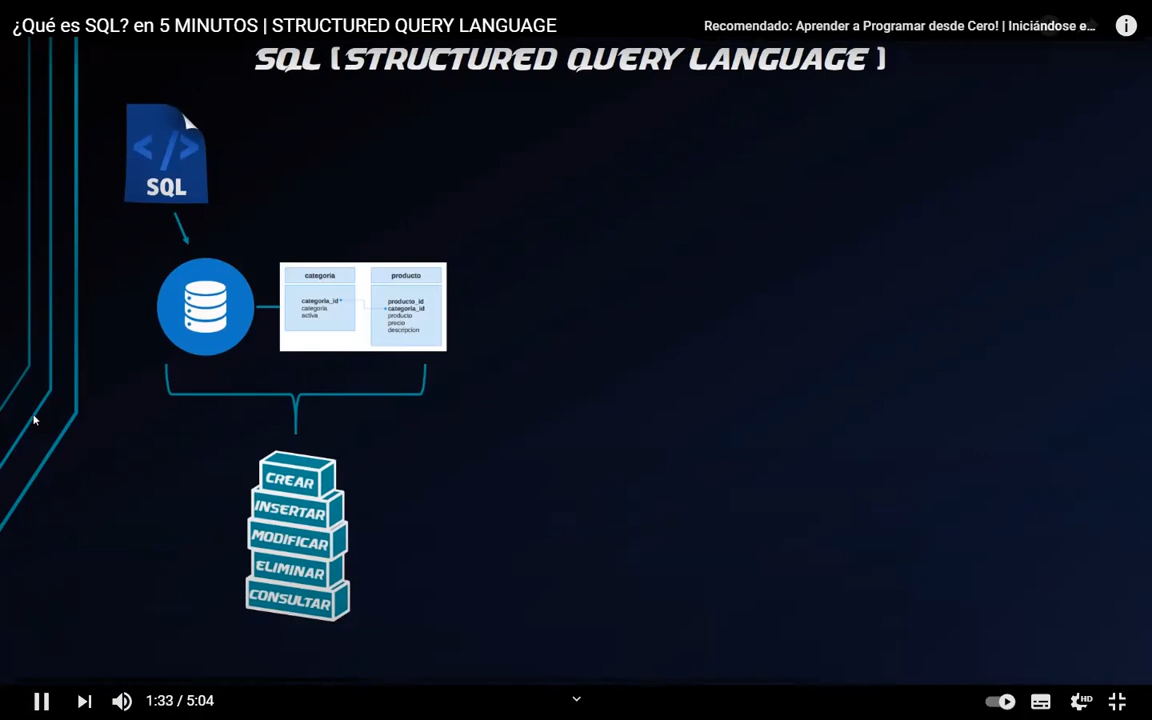 ¿Qué es SQL? en 5 MINUTOS | STRUCTURED QUERY LANGUAGE
Recomendado: Aprender a Programar desde Cero! | Iniciándose e...
SQL (STRUCTURED QUERY LANGUAGE )
</>
SQL
categoria
producto
categoria_id
categoria
activa
producto_id
categoria_id
producto
precio
descripcion
CREAR
INSERTAR
MODIFICAR
ELIMINAR
CONSULTAR
1:33 / 5:04
HD